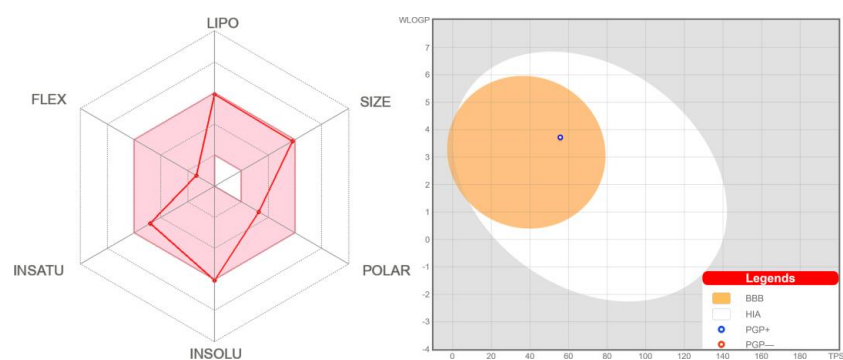 LIPO
FLEX
SIZE
INSATU
POLAR
INSOLU
WLOGP
7
6
5
4
3
2
1
0
-1
-2
-3
-4
0 20 40 60 80 100 120 140 160 180 TPS
Legends
BBB
HIA
PGP+
PGP—